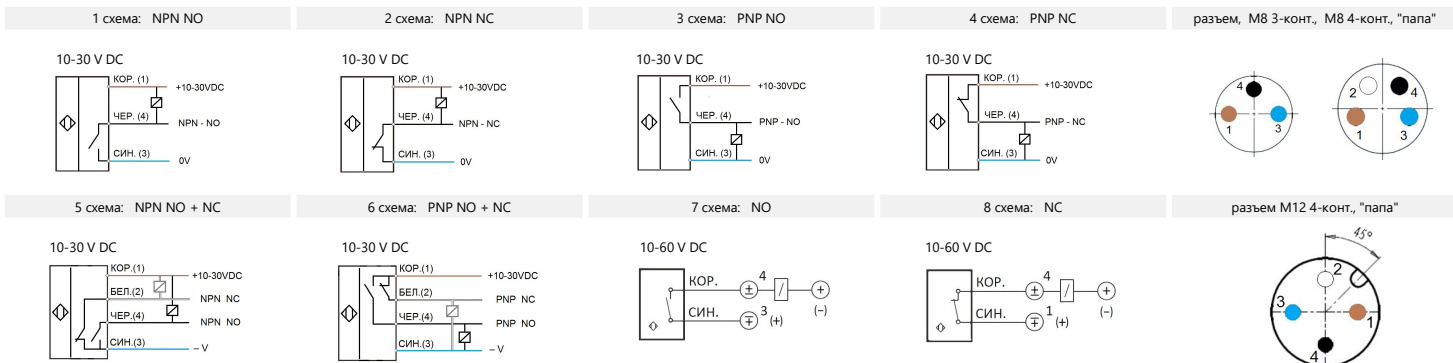 1 схема: NPN NO
2 схема: NPN NC
3 схема: PNP NO
4 схема: PNP NC
разъем, М8 3-конт., М8 4-конт., "папа"
10-30 V DC
КОР. (1)
+10-30VDC
ЧЕР. (4)
NPN - NO
СИН. (3)
0V
10-30 V DC
КОР. (1)
+10-30VDC
ЧЕР. (4)
NPN - NC
СИН. (3)
0V
10-30 V DC
КОР. (1)
+10-30VDC
ЧЕР. (4)
PNP - NO
СИН. (3)
0V
10-30 V DC
КОР. (1)
+10-30VDC
ЧЕР. (4)
PNP - NC
СИН. (3)
0V
4
1
3
2
4
1
3
5 схема: NPN NO + NC
6 схема: PNP NO + NC
7 схема: NO
8 схема: NC
разъем М12 4-конт., "папа"
10-30 V DC
КОР.(1)
+10-30VDC
БЕЛ.(2)
NPN NC
ЧЕР.(4)
NPN NO
СИН.(3)
– V
10-30 V DC
КОР.(1)
+10-30VDC
БЕЛ.(2)
PNP NC
ЧЕР.(4)
PNP NO
СИН.(3)
– V
10-60 V DC
КОР.
4
± / +
(–)
СИН.
∓ 3 (+)
10-60 V DC
КОР.
4
± / +
(–)
СИН.
∓ 1 (+)
45°
2
3
1
4